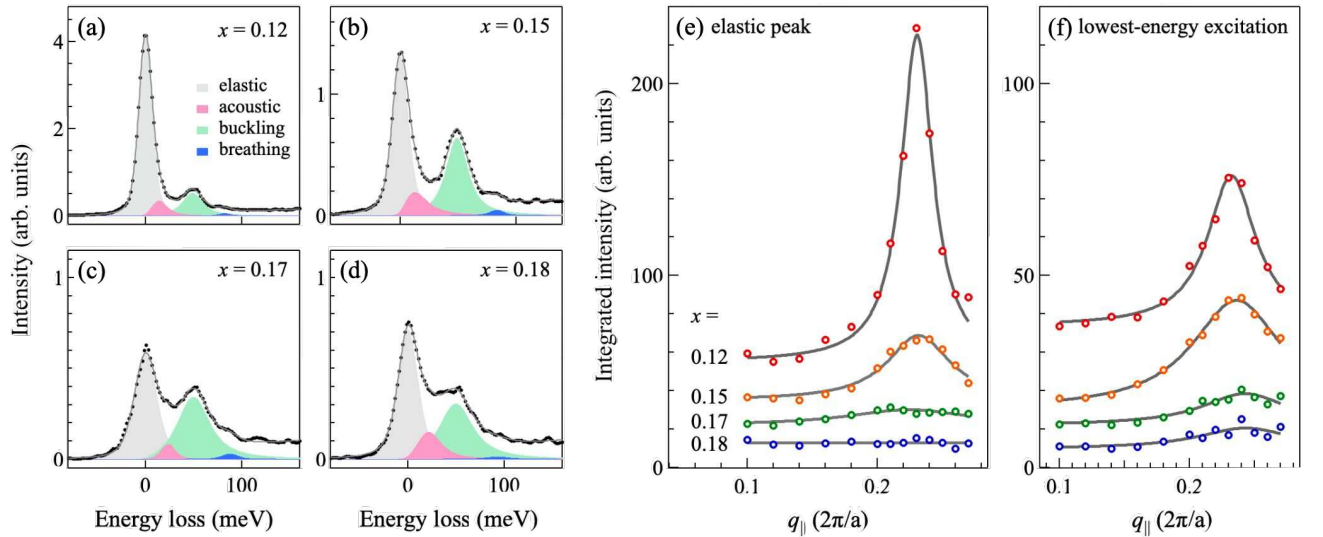 (a) x = 0.12
4
2
0
elastic
acoustic
buckling
breathing
(b) x = 0.15
1
0
(c) x = 0.17
1
0
0 100
(d) x = 0.18
1
0
0 100
Intensity (arb. units)
Energy loss (meV)
Energy loss (meV)
(e) elastic peak
200
100
0
x =
0.12
0.15
0.17
0.18
0.1 0.2
Integrated intensity (arb. units)
q|| (2π/a)
(f) lowest-energy excitation
100
50
0
0.1 0.2
q|| (2π/a)